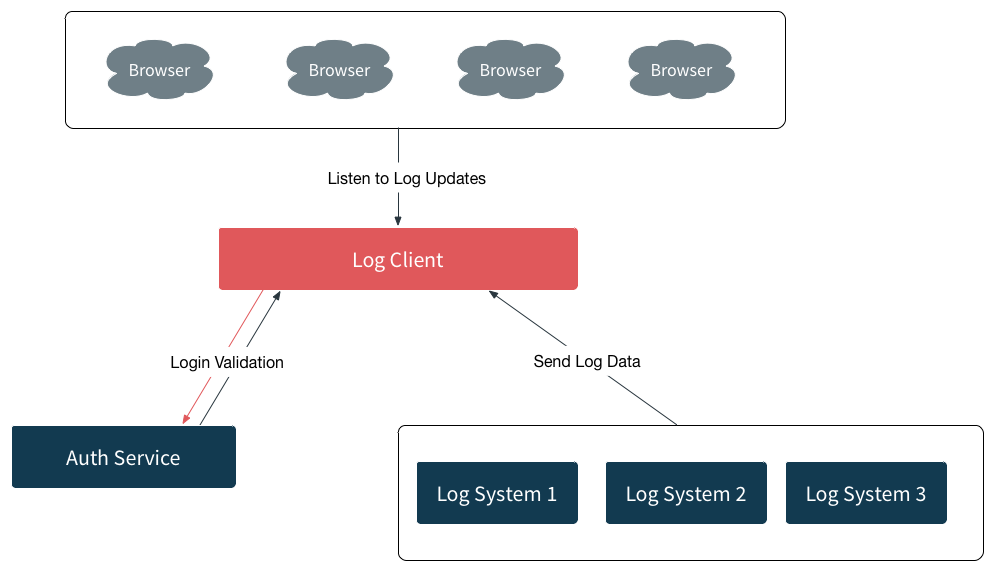 Browser
Browser
Browser
Browser
Listen to Log Updates
Log Client
Login Validation
Send Log Data
Auth Service
Log System 1
Log System 2
Log System 3